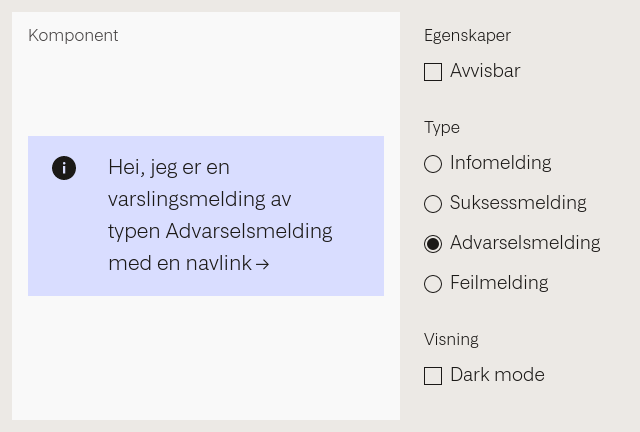 Komponent
Hei, jeg er en
varslingsmelding av
typen Advarselsmelding
med en navlink→
Egenskaper
Avvisbar
Type
Infomelding
Suksessmelding
Advarselsmelding
Feilmelding
Visning
Dark mode